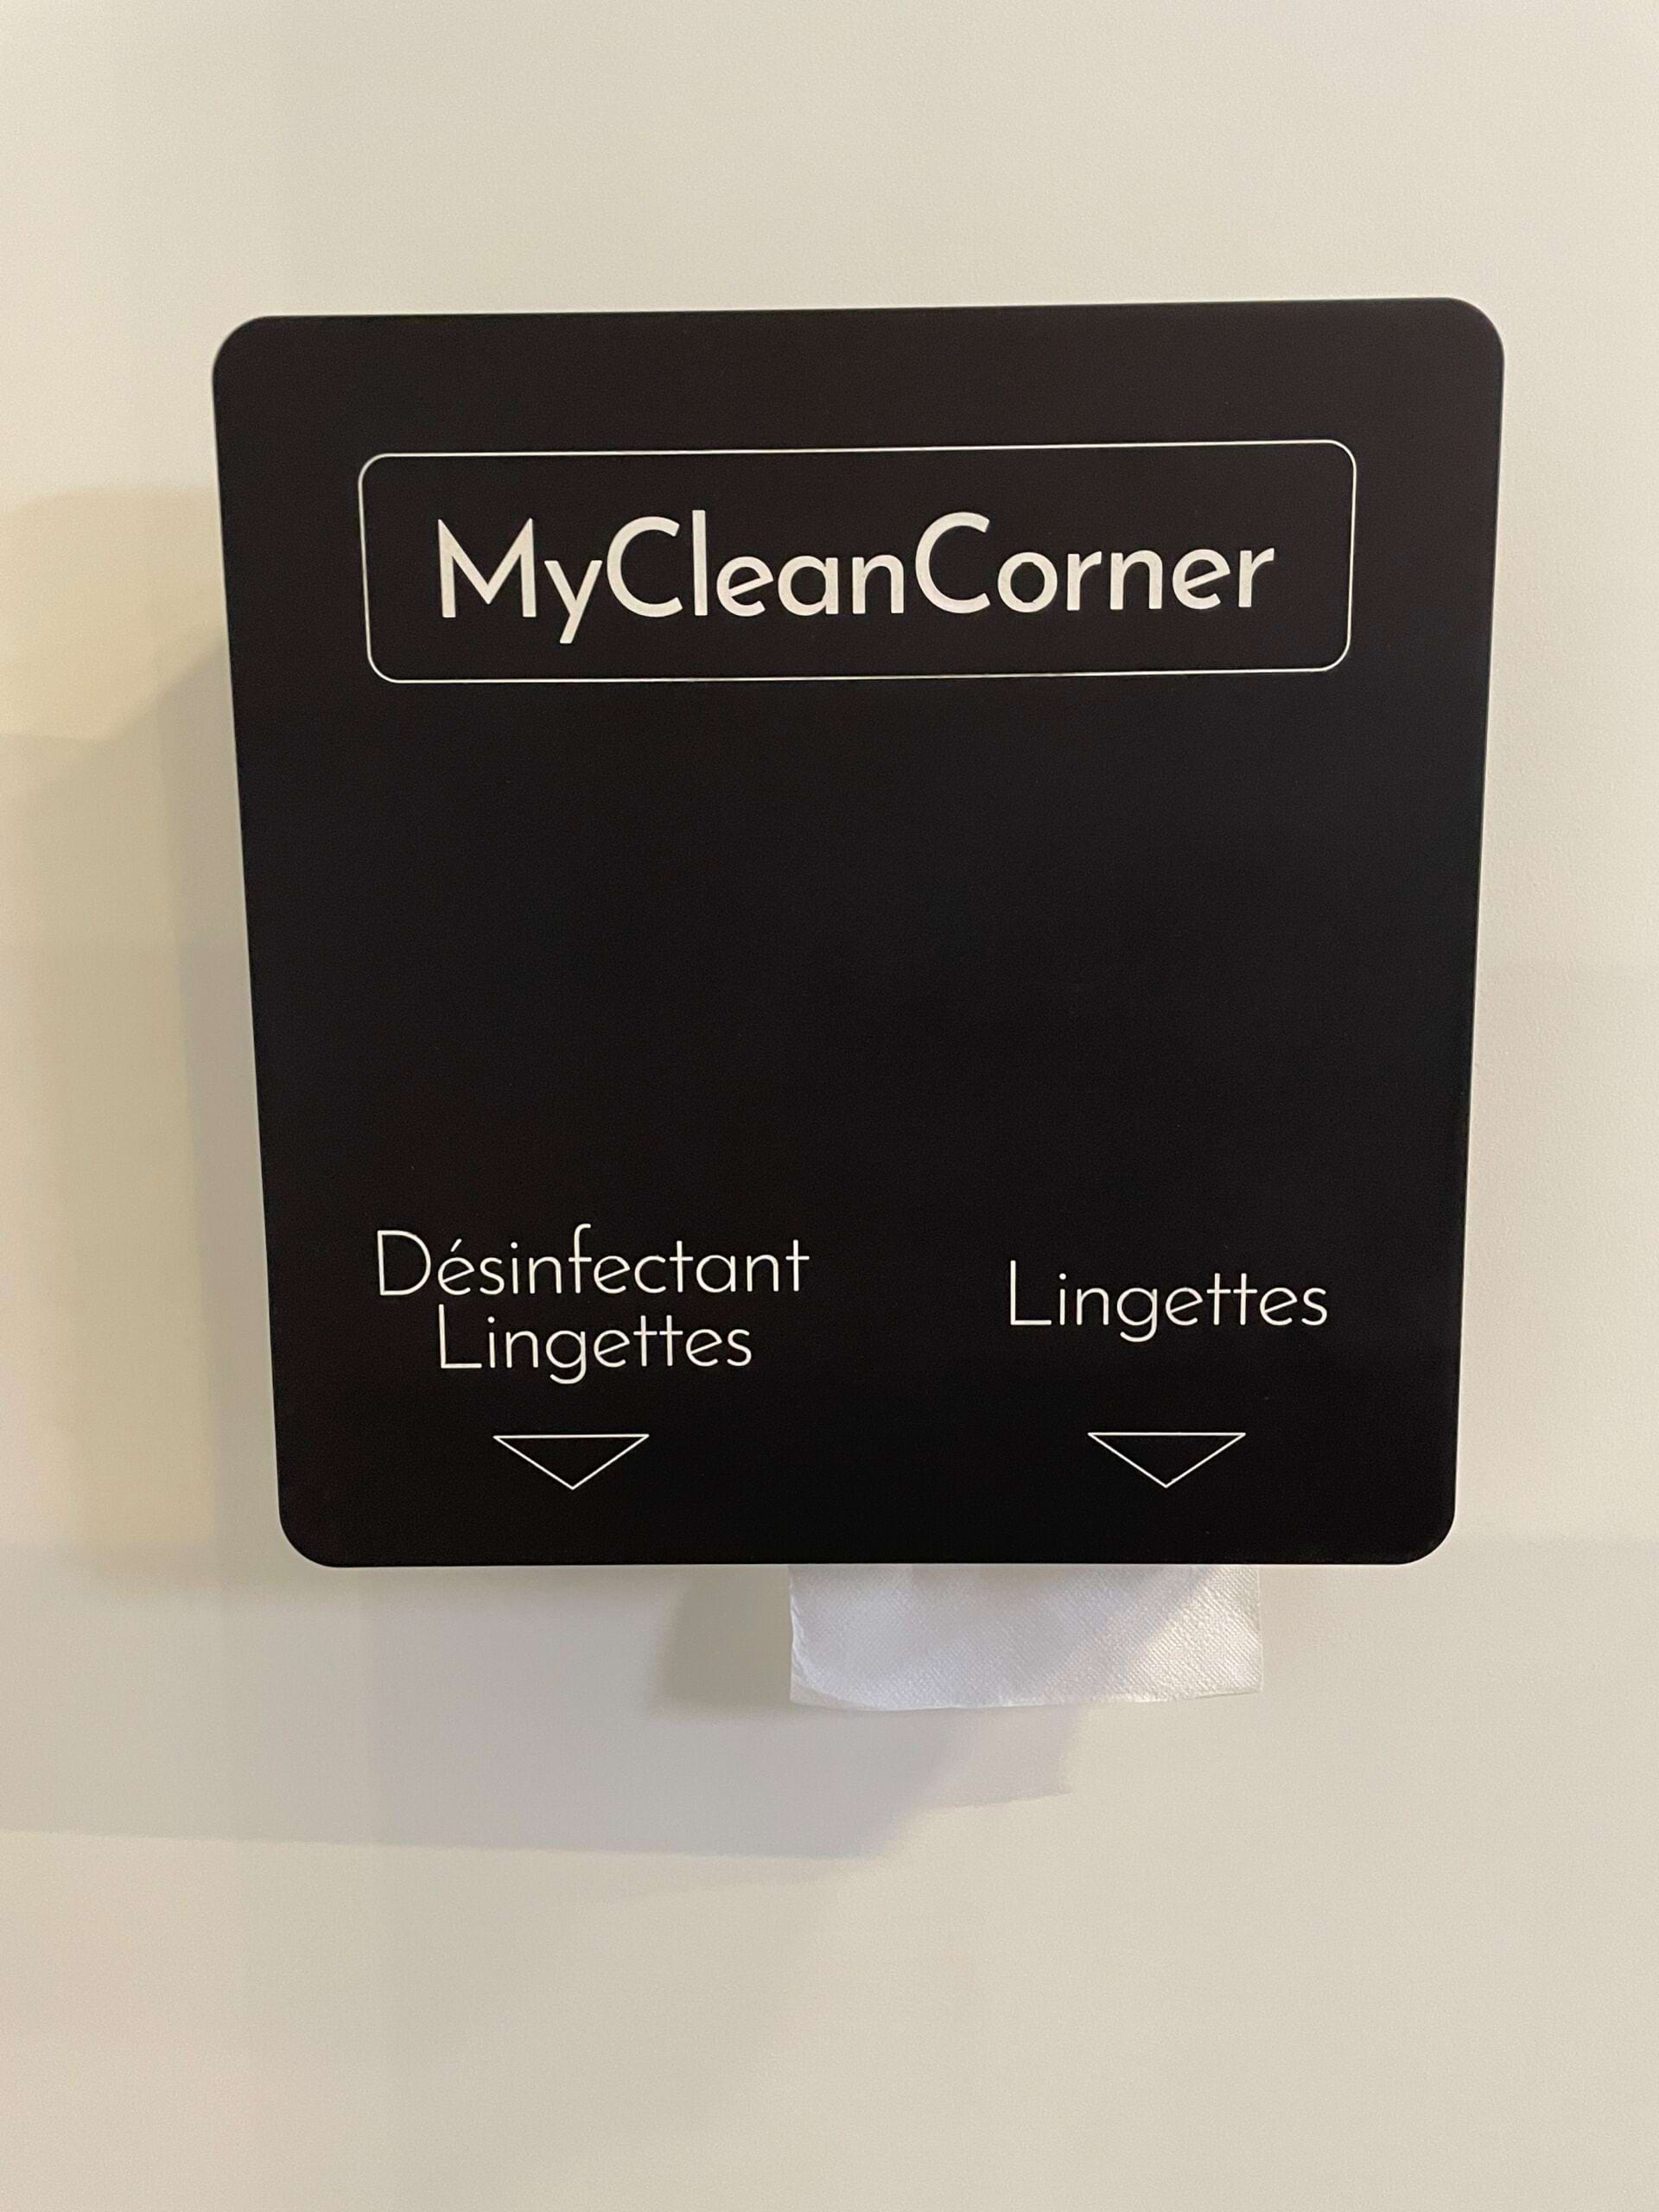 MyCleanCorner
Désinfectant
Lingettes
Lingettes